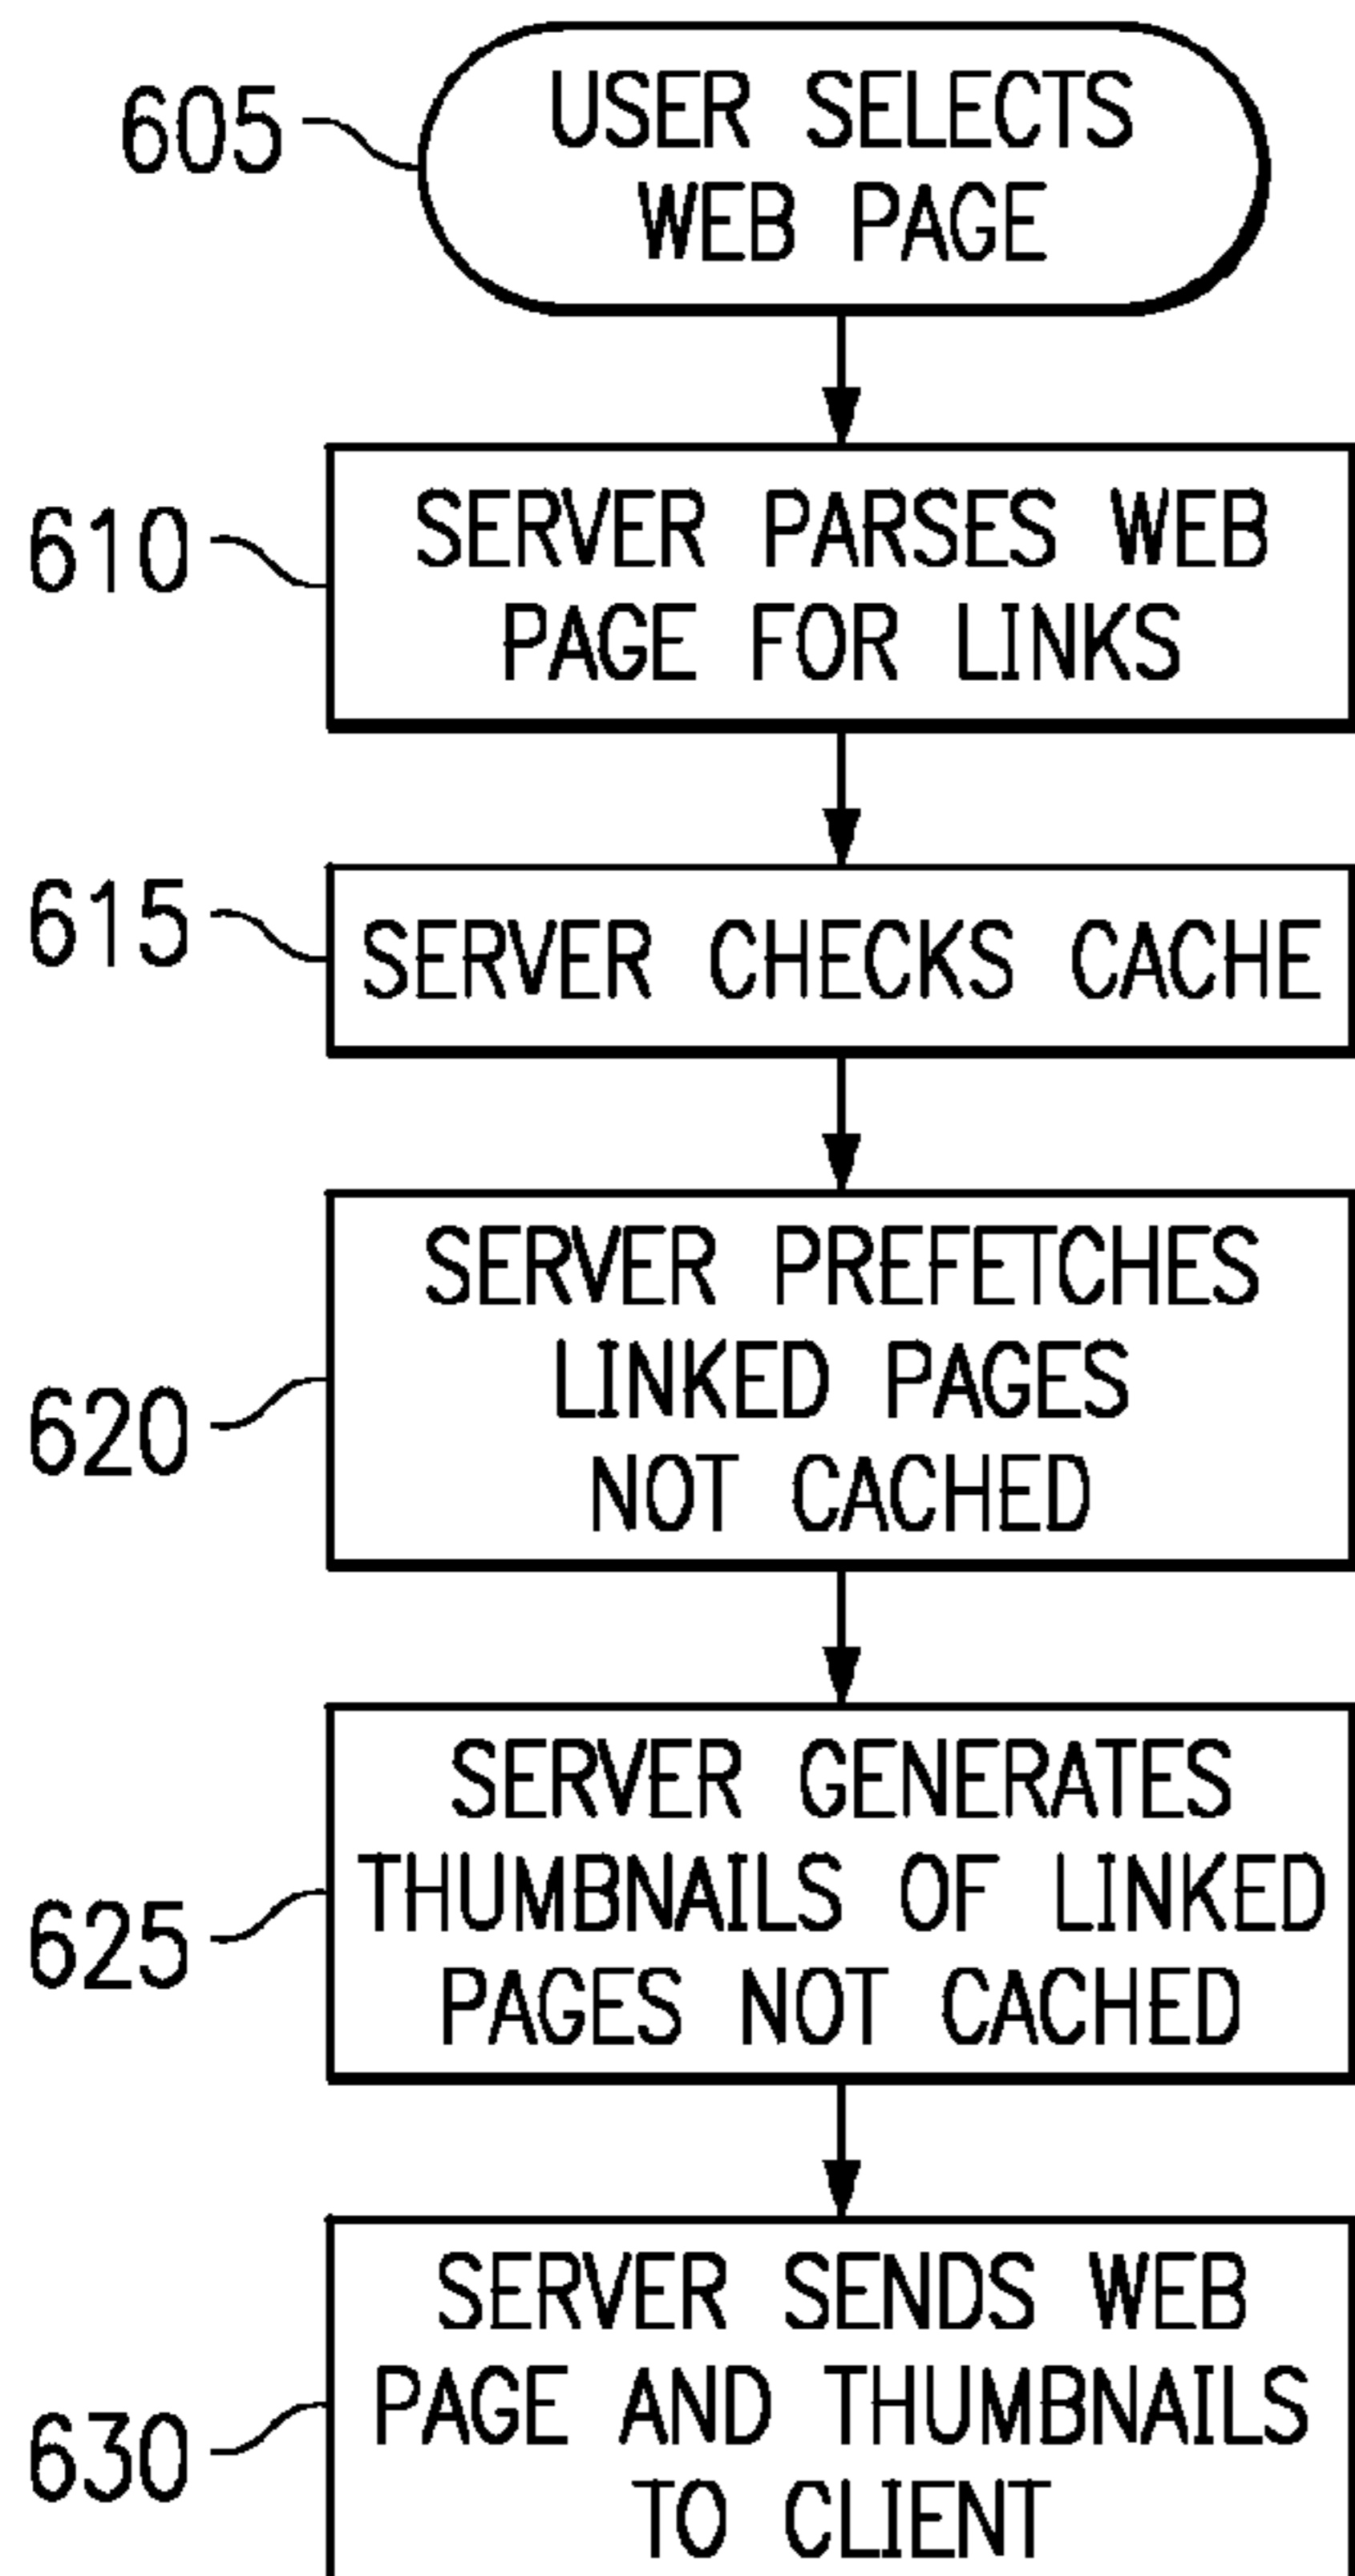 605
USER SELECTS
WEB PAGE
610
SERVER PARSES WEB
PAGE FOR LINKS
615
SERVER CHECKS CACHE
620
SERVER PREFETCHES
LINKED PAGES
NOT CACHED
625
SERVER GENERATES
THUMBNAILS OF LINKED
PAGES NOT CACHED
630
SERVER SENDS WEB
PAGE AND THUMBNAILS
TO CLIENT